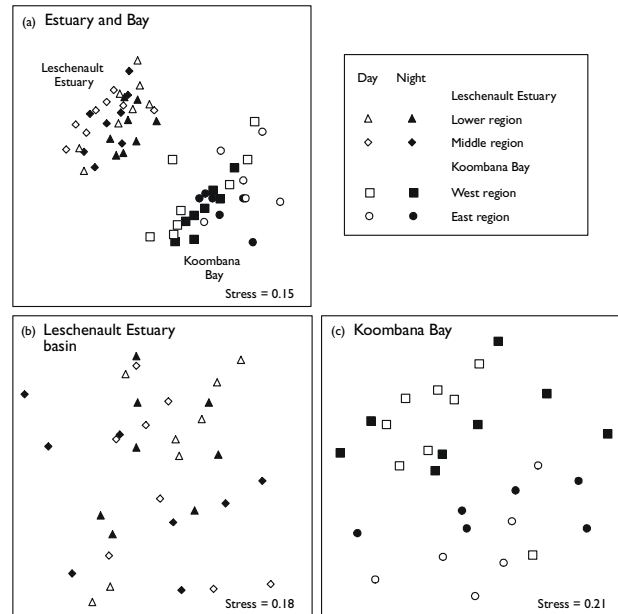 (a) Estuary and Bay
Leschenault
Estuary
Koombana
Bay
Stress = 0.15
Day Night
Leschenault Estuary
Lower region
Middle region
Koombana Bay
West region
East region
(b) Leschenault Estuary
basin
Stress = 0.18
(c) Koombana Bay
Stress = 0.21